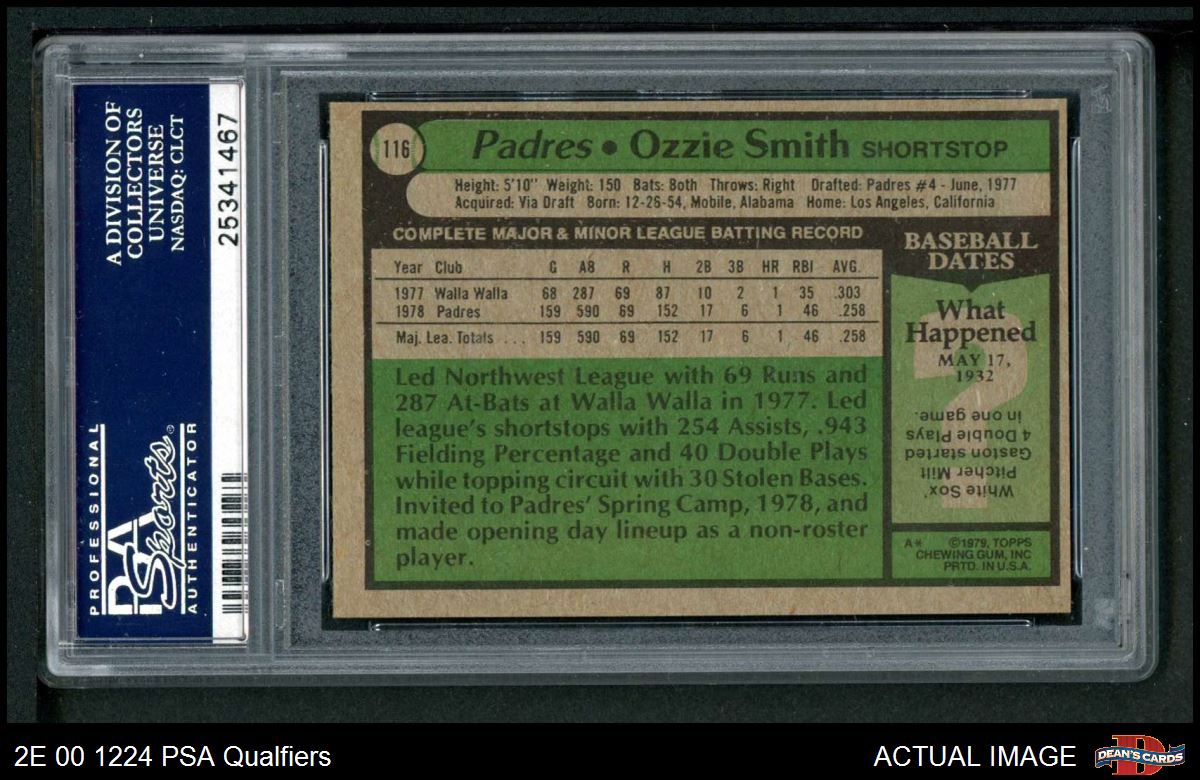 A DIVISION OF
COLLECTORS
UNIVERSE
NASDAQ: CLCT
25341467
PROFESSIONAL
PSA
Sports®
AUTHENTICATOR
116
Padres • Ozzie Smith SHORTSTOP
Height: 5'10" Weight: 150 Bats: Both Throws: Right Drafted: Padres #4 - June, 1977
Acquired: Via Draft Born: 12-26-54, Mobile, Alabama Home: Los Angeles, California
COMPLETE MAJOR & MINOR LEAGUE BATTING RECORD
Year Club G AB R H 2B 3B HR RBI AVG.
1977 Walla Walla 68 287 69 87 10 2 1 35 .303
1978 Padres 159 590 69 152 17 6 1 46 .258
Maj. Lea. Totals ... 159 590 69 152 17 6 1 46 .258
Led Northwest League with 69 Runs and
287 At-Bats at Walla Walla in 1977. Led
league's shortstops with 254 Assists, .943
Fielding Percentage and 40 Double Plays
while topping circuit with 30 Stolen Bases.
Invited to Padres' Spring Camp, 1978, and
made opening day lineup as a non-roster
player.
BASEBALL
DATES
What
Happened
MAY 17,
1932
?
White Sox'
Pitcher Milt
Gaston started
4 Double Plays
in one game.
A* ©1979, TOPPS
CHEWING GUM, INC
PRTD. IN U.S.A.
2E 00 1224 PSA Qualfiers
ACTUAL IMAGE
D
DEAN'S CARDS